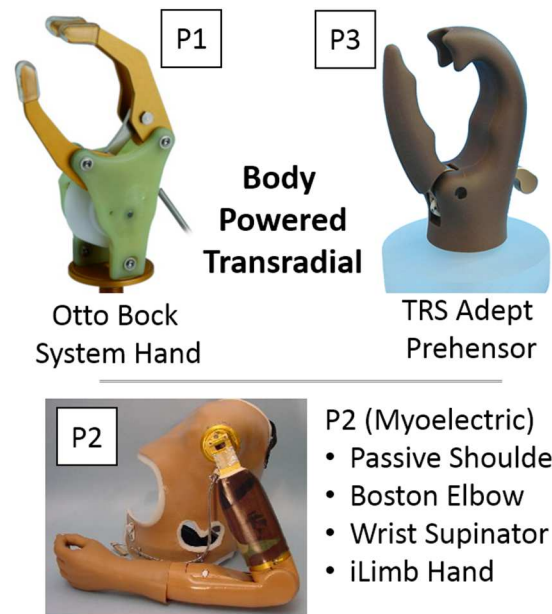 P1
P3
Body
Powered
Transradial
Otto Bock
System Hand
TRS Adept
Prehensor
P2
P2 (Myoelectric)
• Passive Shoulde
• Boston Elbow
• Wrist Supinator
• iLimb Hand